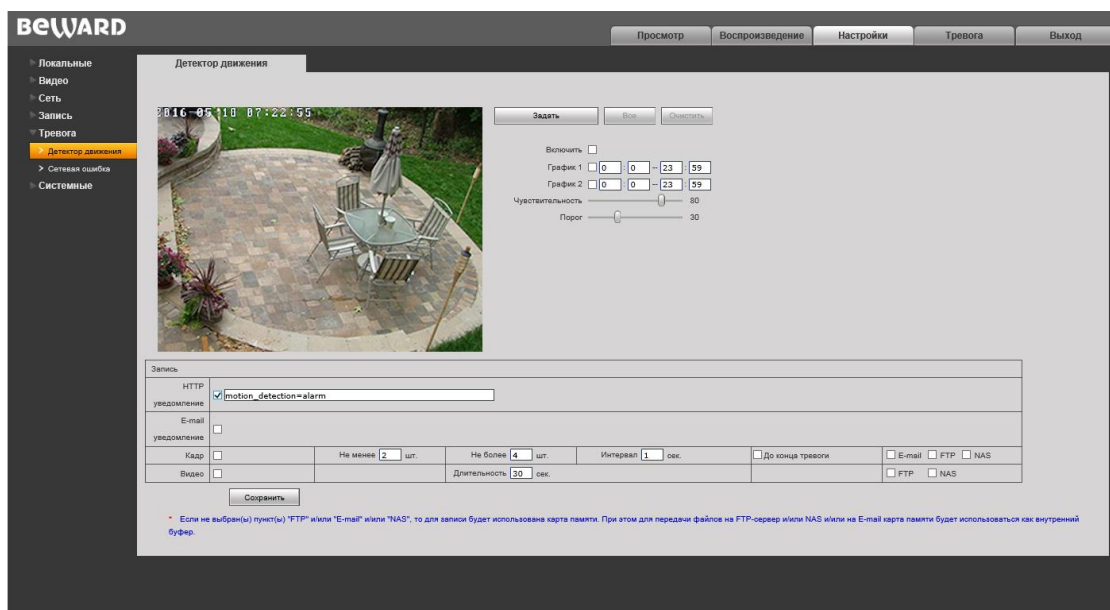 BEWARD
Просмотр Воспроизведение Настройки Тревога Выход
Локальные
Видео
Сеть
Запись
Тревога
Детектор движения
Сетевая ошибка
Системные
Детектор движения
2016-05-18 07:22:55
Задать Все Очистить
Включить
График 1 0 : 0 – 23 : 59
График 2 0 : 0 – 23 : 59
Чувствительность 80
Порог 30
Запись
HTTP уведомление motion_detection=alarm
E-mail уведомление
Кадр Не менее 2 шт. Не более 4 шт. Интервал 1 сек. До конца тревоги E-mail FTP NAS
Видео Длительность 30 сек. FTP NAS
Сохранить
* Если не выбран(ы) пункт(ы) "FTP" и/или "E-mail" и/или "NAS", то для записи будет использована карта памяти. При этом для передачи файлов на FTP-сервер и/или NAS и/или на E-mail карта памяти будет использоваться как внутренний
буфер.